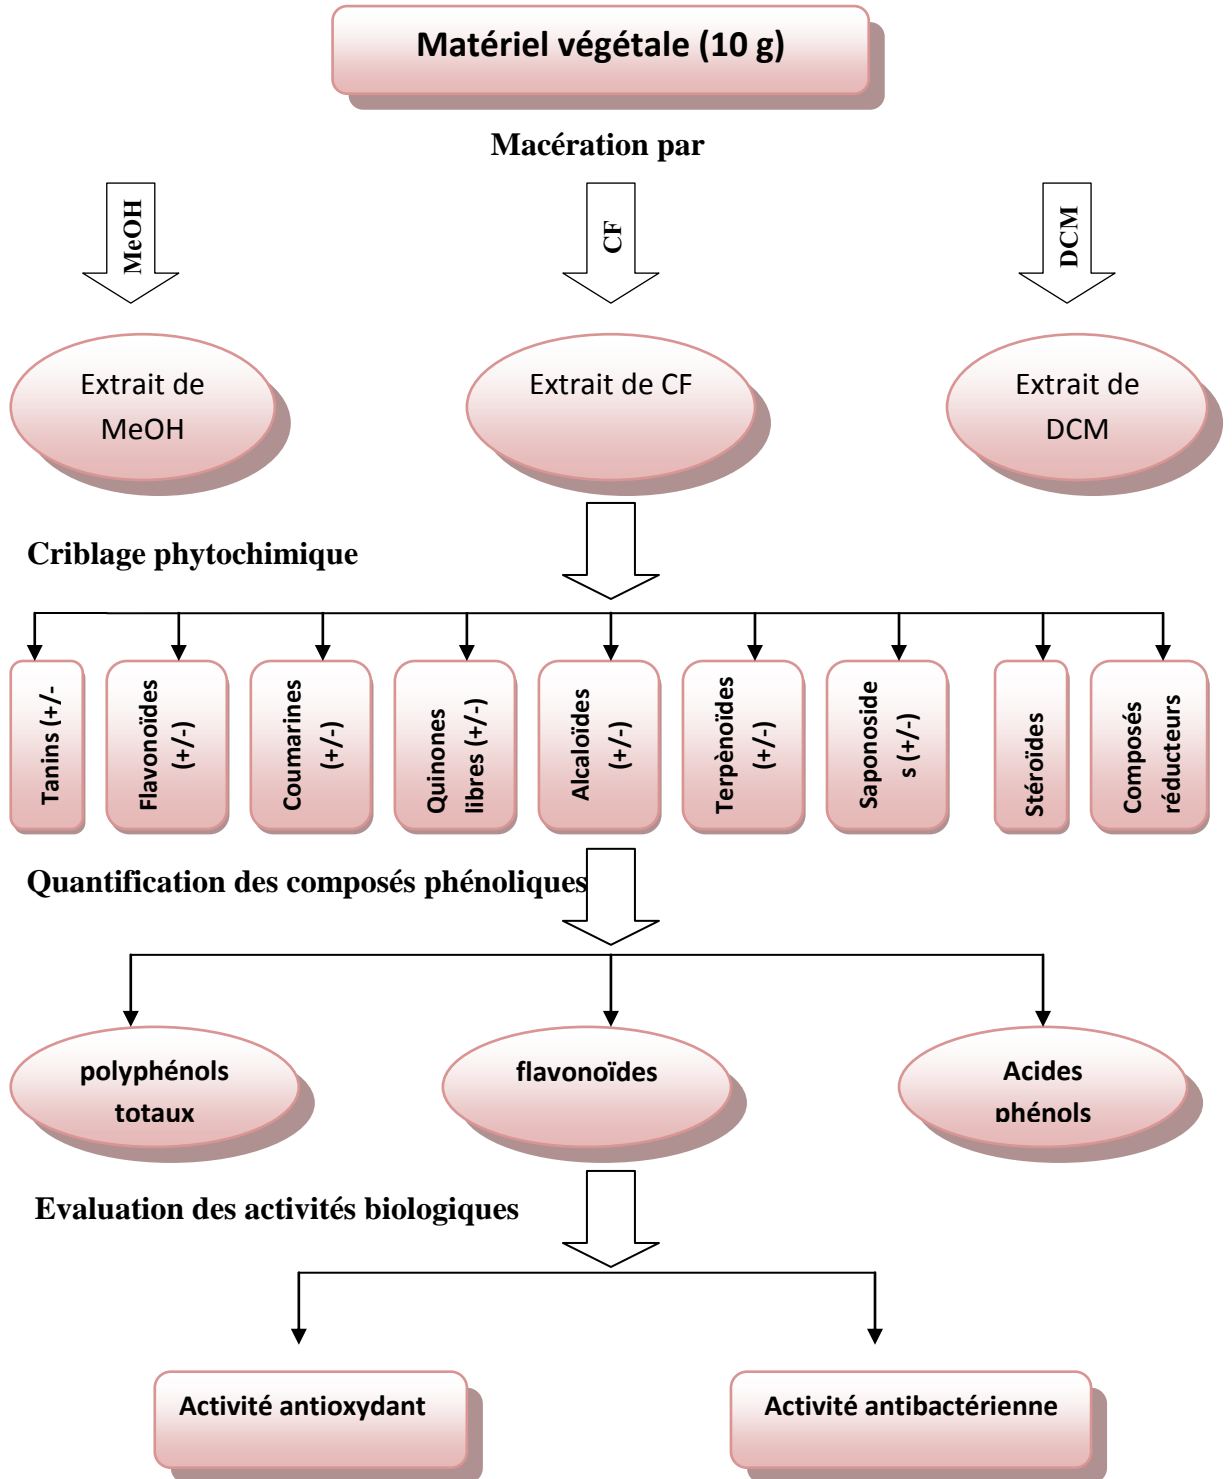 Matériel végétale (10 g)
Macération par
MeOH
CF
DCM
Extrait de
MeOH
Extrait de CF
Extrait de
DCM
Criblage phytochimique
Tanins (+/-
Flavonoïdes
(+/-)
Coumarines
(+/-)
Quinones
libres (+/-)
Alcaloïdes
(+/-)
Terpènoïdes
(+/-)
Saponoside
s (+/-)
Stéroïdes
Composés
réducteurs
Quantification des composés phénoliques
polyphénols
totaux
flavonoïdes
Acides
phénols
Evaluation des activités biologiques
Activité antioxydant
Activité antibactérienne